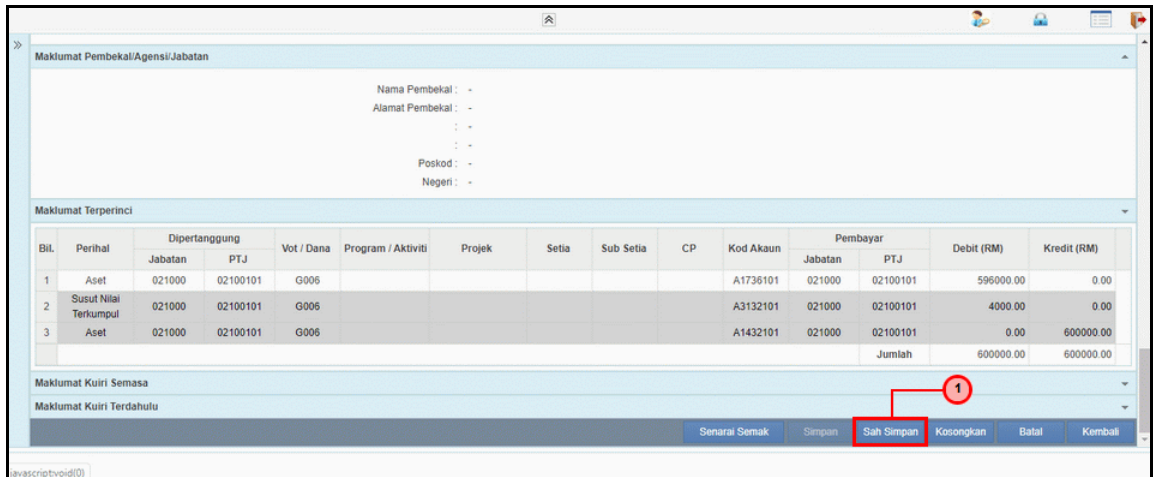 Maklumat Pembekal/Agensi/Jabatan
Nama Pembekal : -
Alamat Pembekal : -
: -
: -
Poskod : -
Negeri : -
Maklumat Terperinci
Bil. Perihal Dipertanggung Vot / Dana Program / Aktiviti Projek Setia Sub Setia CP Kod Akaun Pembayar Debit (RM) Kredit (RM)
Jabatan PTJ Jabatan PTJ
1 Aset 021000 02100101 G006 A1736101 021000 02100101 596000.00 0.00
2 Susut Nilai Terkumpul 021000 02100101 G006 A3132101 021000 02100101 4000.00 0.00
3 Aset 021000 02100101 G006 A1432101 021000 02100101 0.00 600000.00
Jumlah 600000.00 600000.00
Maklumat Kuiri Semasa
1
Maklumat Kuiri Terdahulu
Senarai Semak Simpan Sah Simpan Kosongkan Batal Kembali
javascript:void(0)